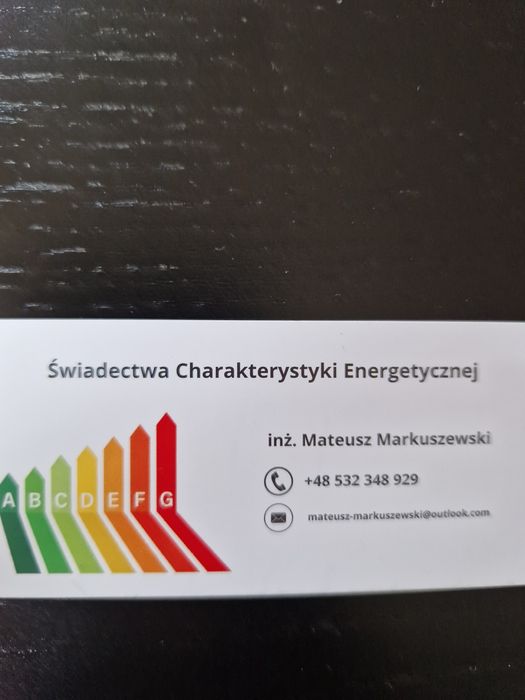 Świadectwa Charakterystyki Energetycznej
inż. Mateusz Markuszewski
+48 532 348 929
mateusz-markuszewski@outlook.com
A B C D E F G